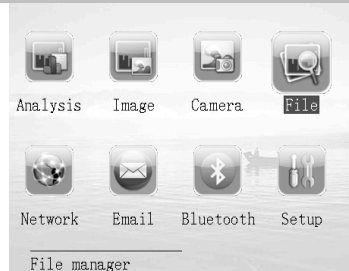 Analysis Image Camera File
Network Email Bluetooth Setup
File manager